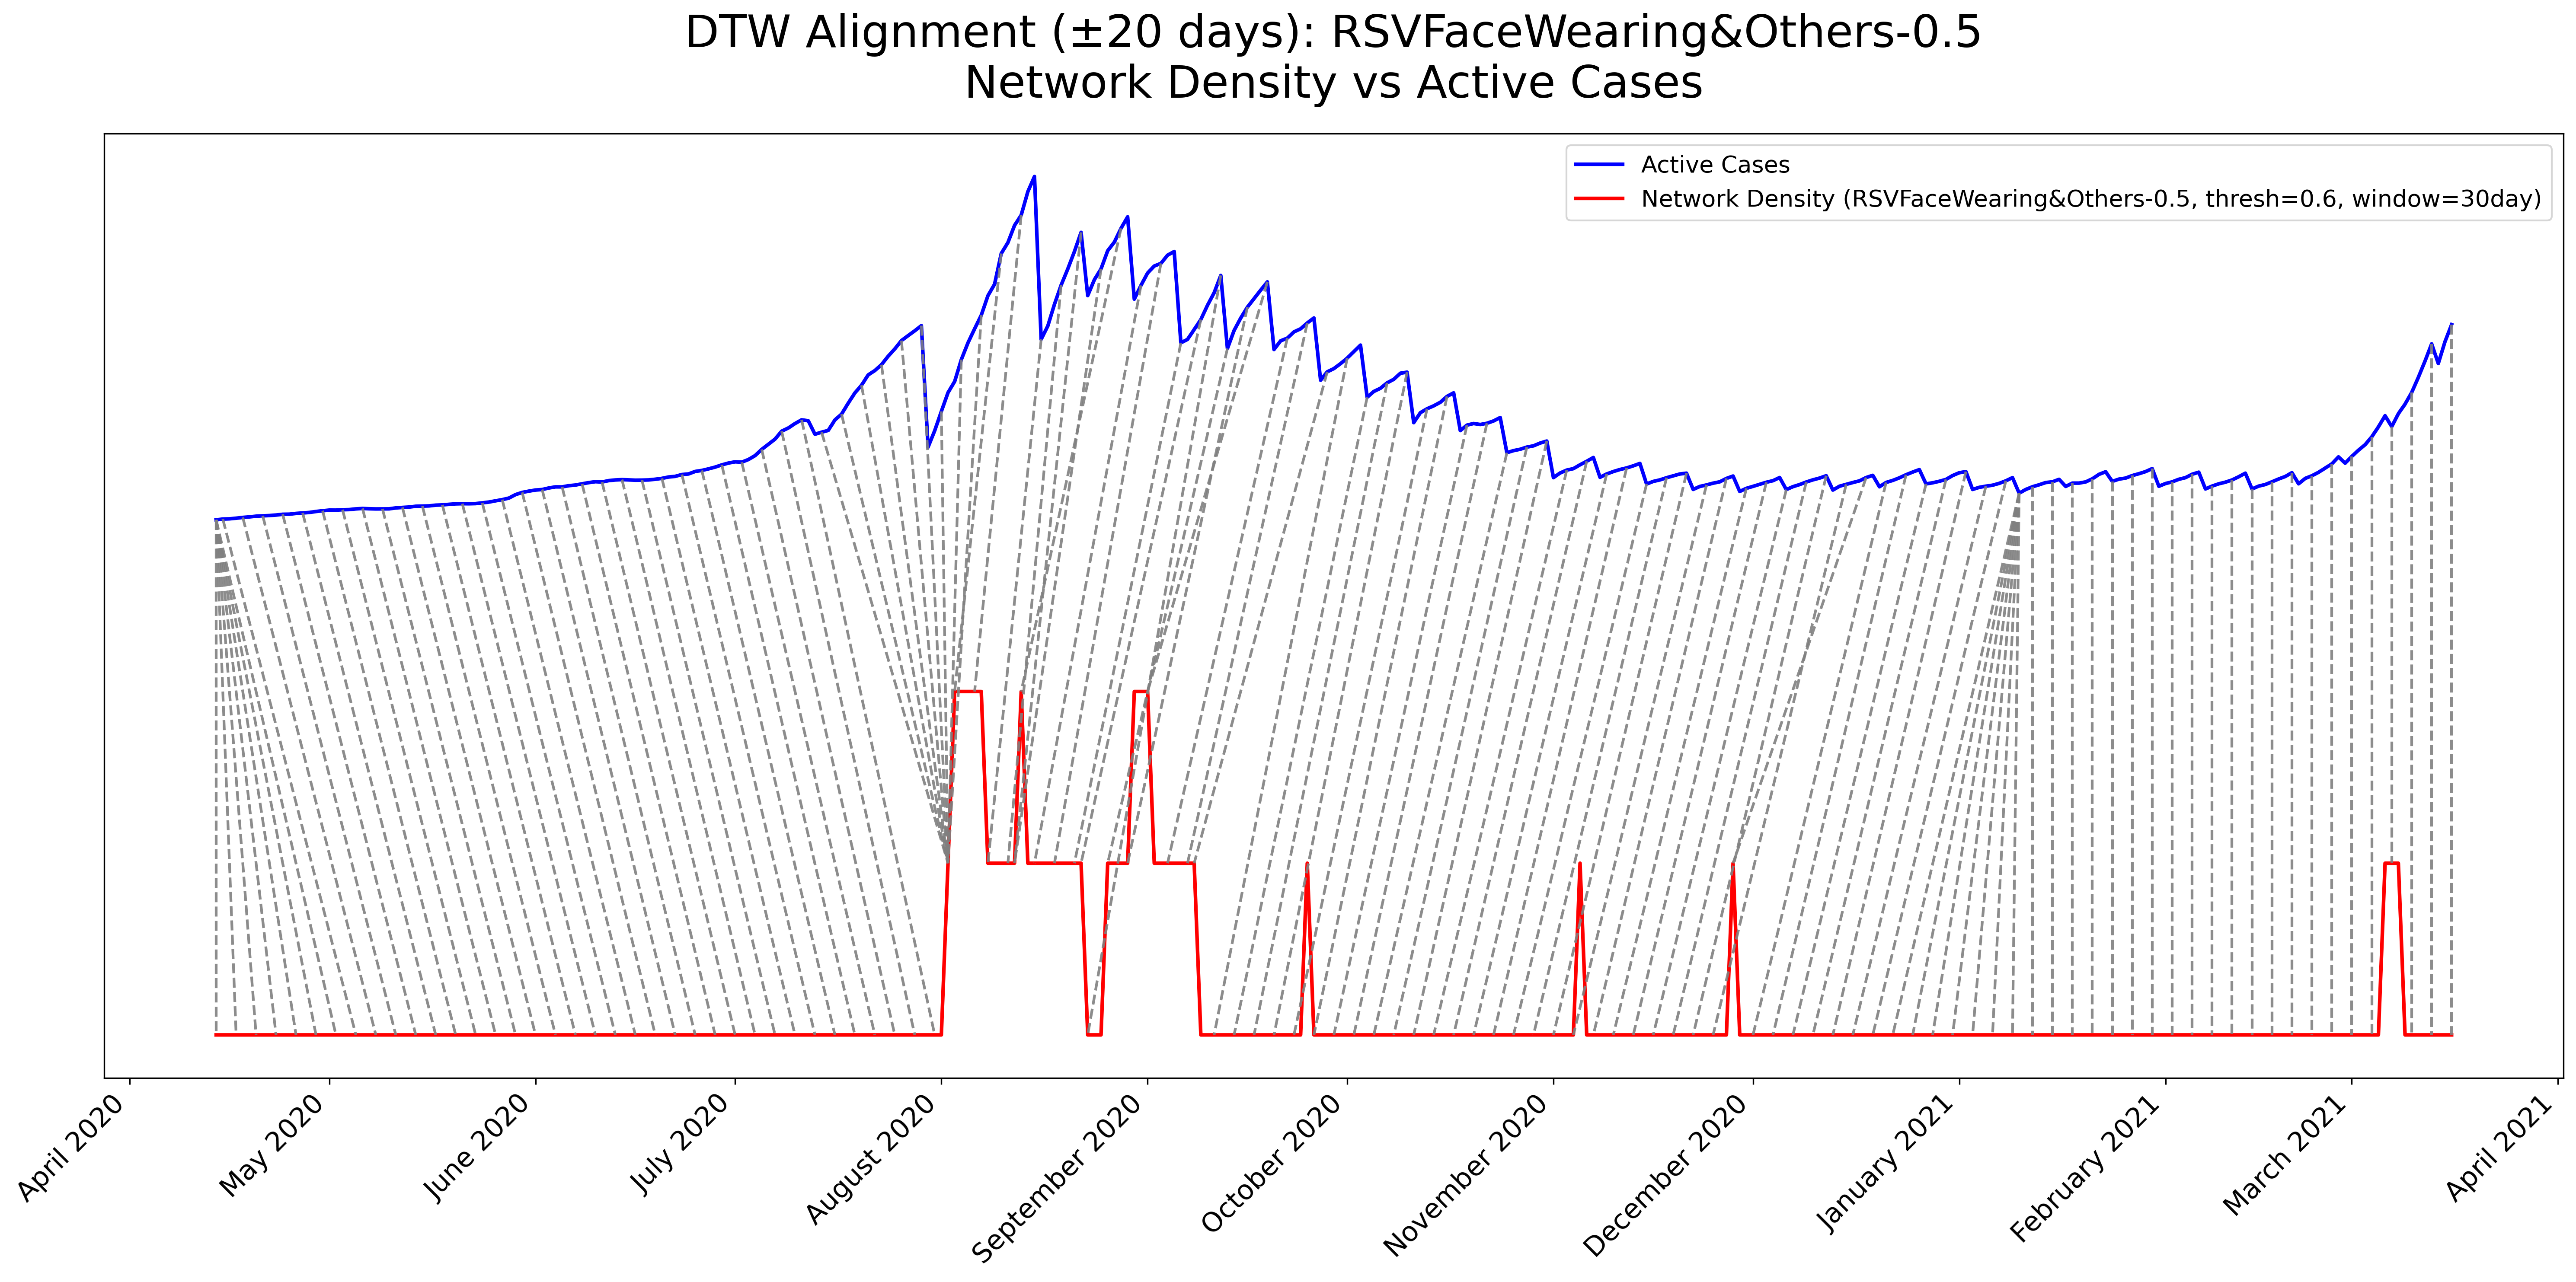 DTW Alignment (±20 days): RSVFaceWearing&Others-0.5
Network Density vs Active Cases
Active Cases
Network Density (RSVFaceWearing&Others-0.5, thresh=0.6, window=30day)
April 2020
May 2020
June 2020
July 2020
August 2020
September 2020
October 2020
November 2020
December 2020
January 2021
February 2021
March 2021
April 2021